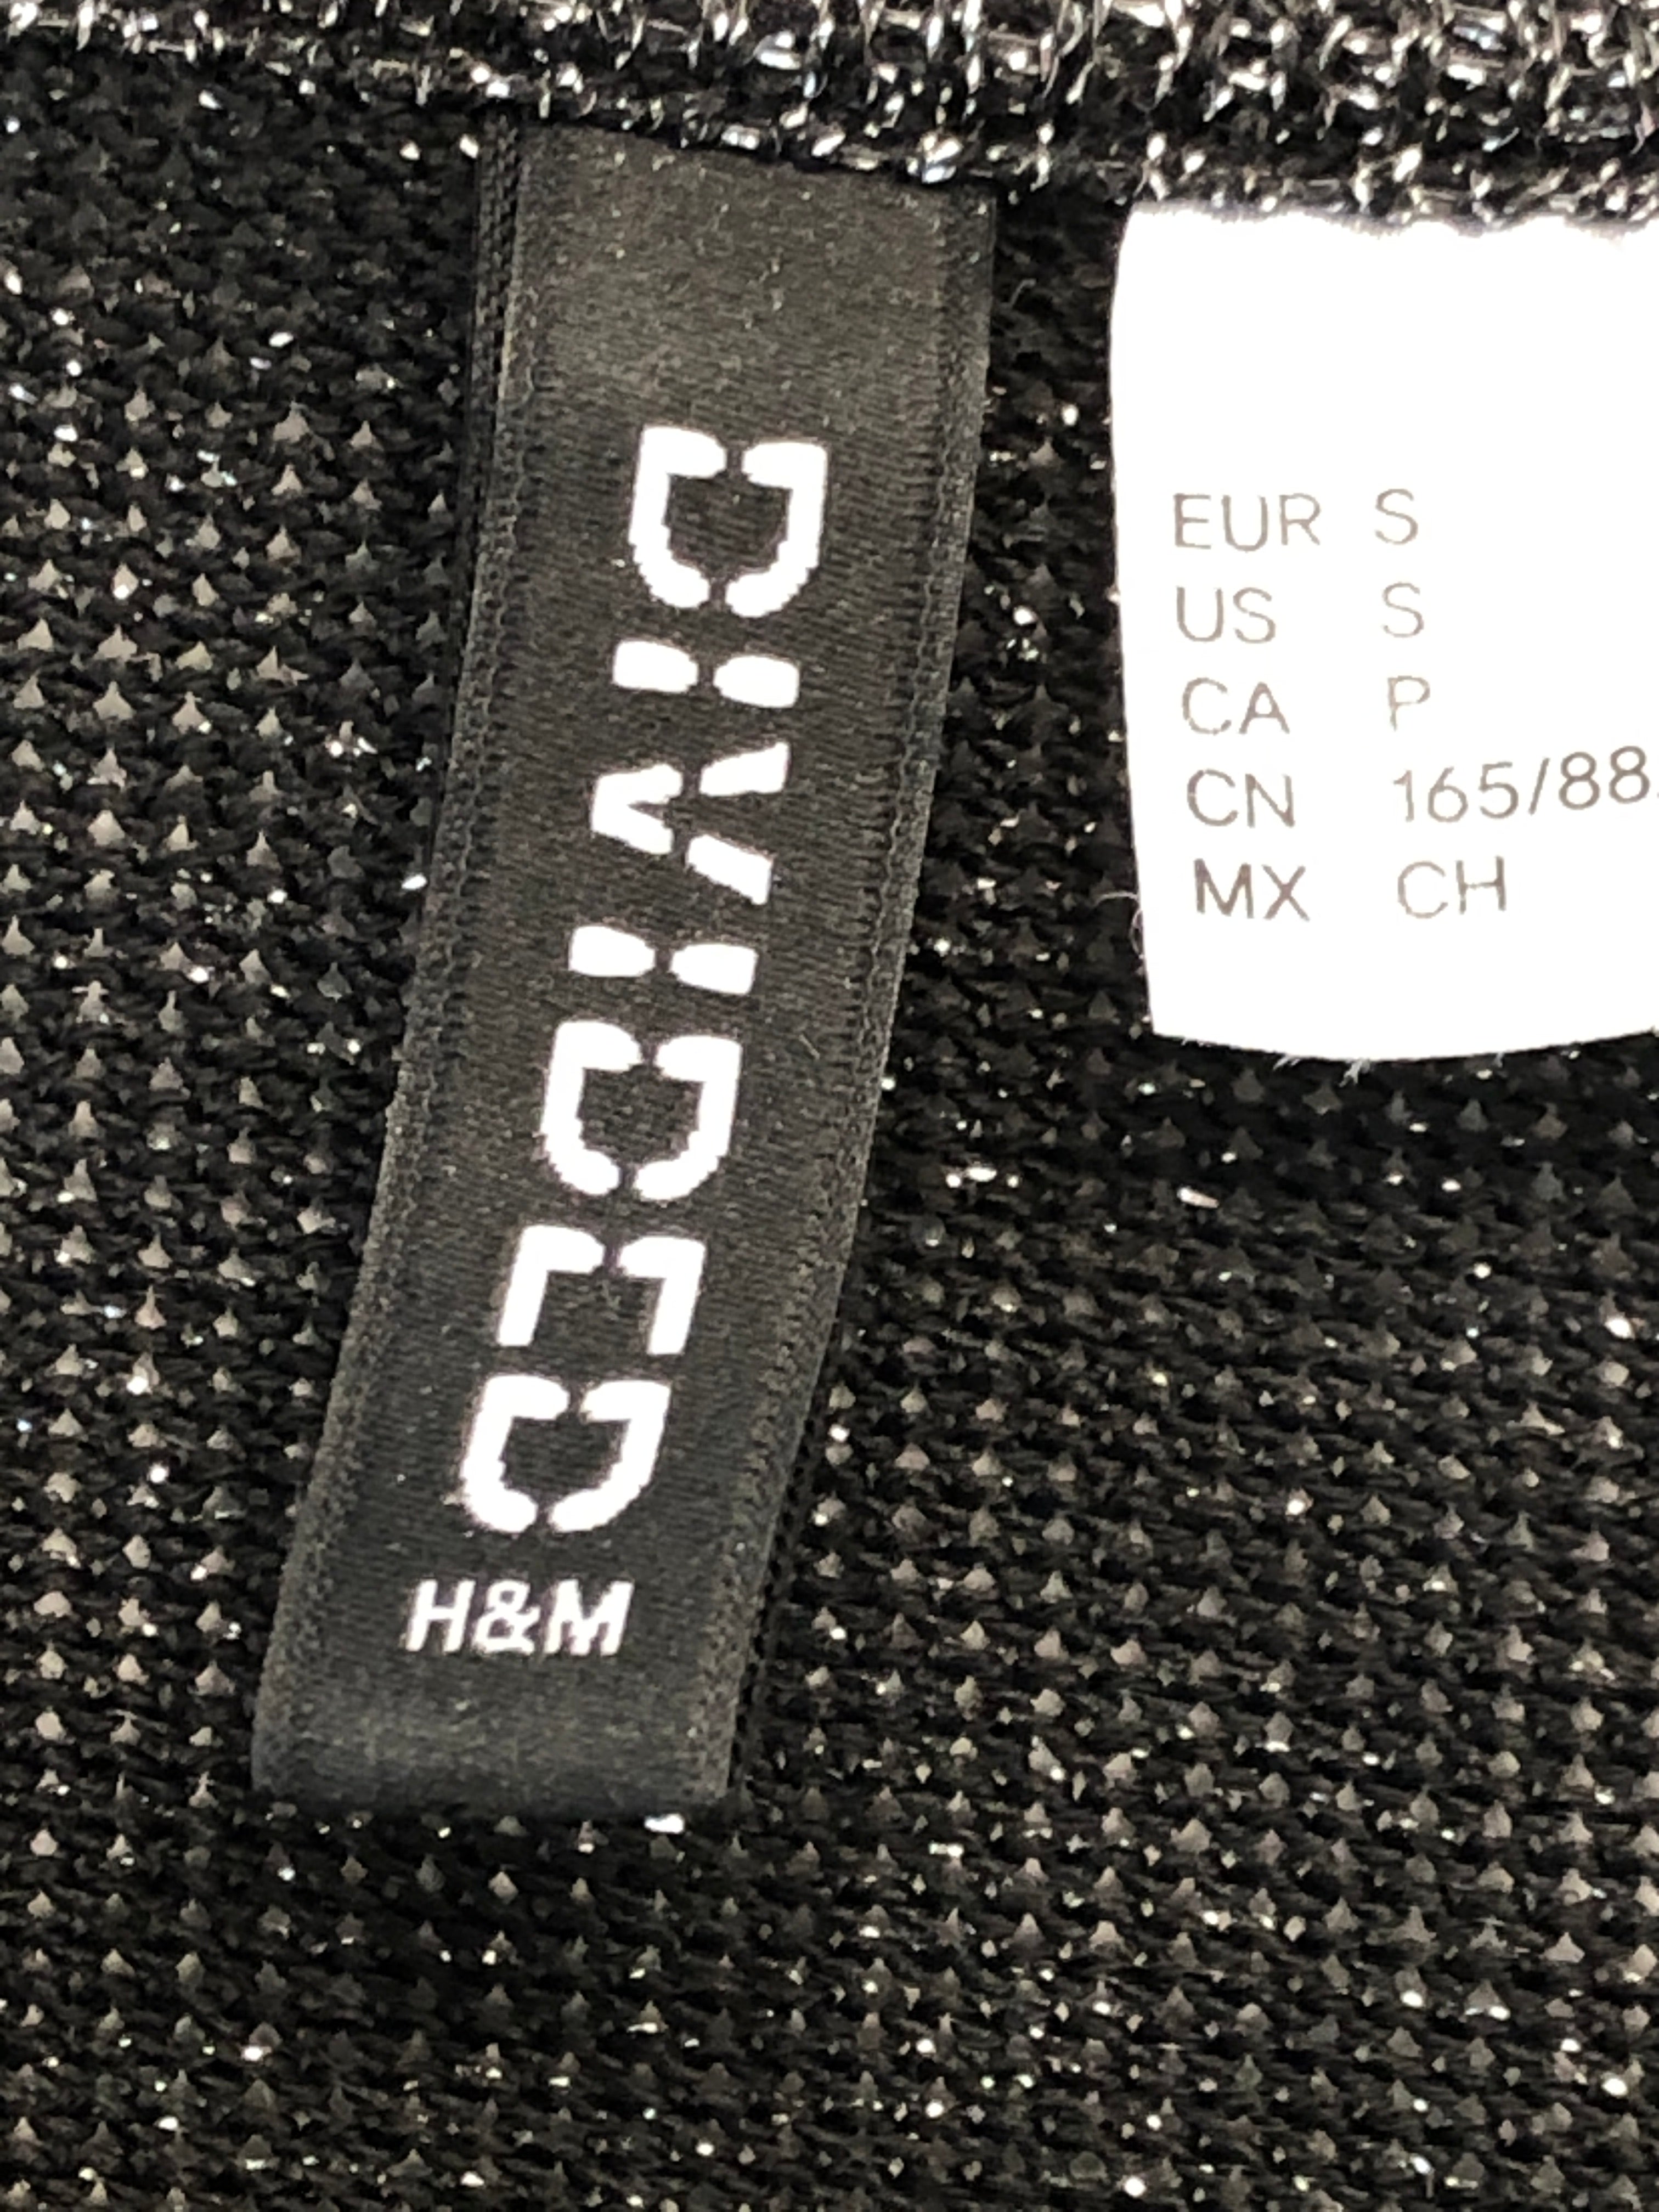 DIVIDED
H&M
EUR S
US S
CA P
CN 165/88
MX CH